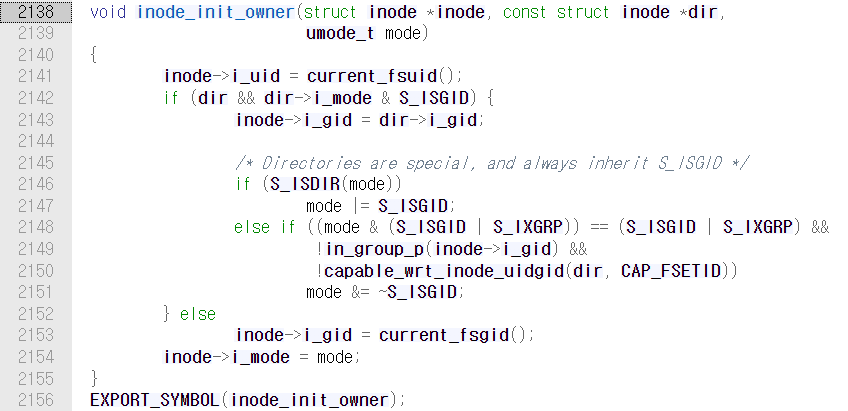 2138 void inode_init_owner(struct inode *inode, const struct inode *dir,
2139 umode_t mode)
2140 {
2141 inode->i_uid = current_fsuid();
2142 if (dir && dir->i_mode & S_ISGID) {
2143 inode->i_gid = dir->i_gid;
2144
2145 /* Directories are special, and always inherit S_ISGID */
2146 if (S_ISDIR(mode))
2147 mode |= S_ISGID;
2148 else if ((mode & (S_ISGID | S_IXGRP)) == (S_ISGID | S_IXGRP) &&
2149 !in_group_p(inode->i_gid) &&
2150 !capable_wrt_inode_uidgid(dir, CAP_FSETID))
2151 mode &= ~S_ISGID;
2152 } else
2153 inode->i_gid = current_fsgid();
2154 inode->i_mode = mode;
2155 }
2156 EXPORT_SYMBOL(inode_init_owner);